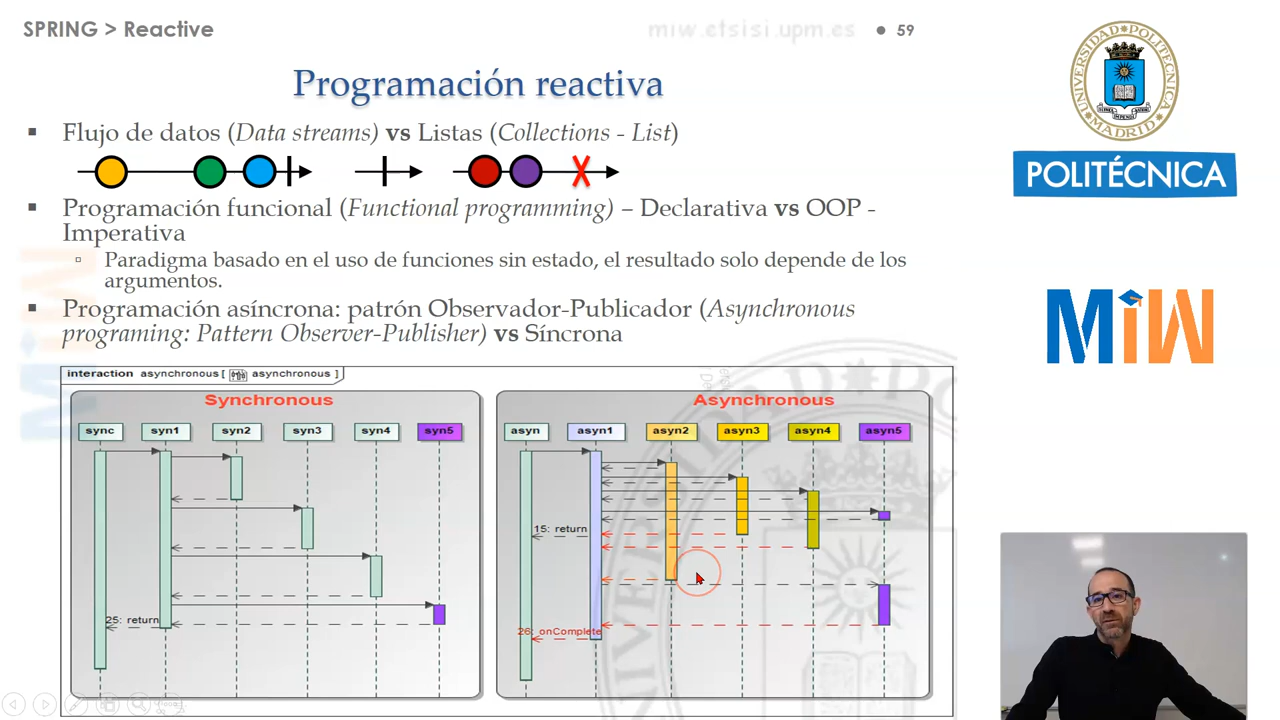 SPRING > Reactive
miw.etsisi.upm.es
59
Programación reactiva
Flujo de datos (Data streams) vs Listas (Collections - List)
Programación funcional (Functional programming) – Declarativa vs OOP -
Imperativa
Paradigma basado en el uso de funciones sin estado, el resultado solo depende de los
argumentos.
Programación asíncrona: patrón Observador-Publicador (Asynchronous
programing: Pattern Observer-Publisher) vs Síncrona
interaction asynchronous[ asynchronous ]
Synchronous
sync syn1 syn2 syn3 syn4 syn5
25: return
Asynchronous
asyn asyn1 asyn2 asyn3 asyn4 asyn5
15: return
26: onComplete
UNIVERSIDAD POLITÉCNICA
MADRID
POLITÉCNICA
MiW